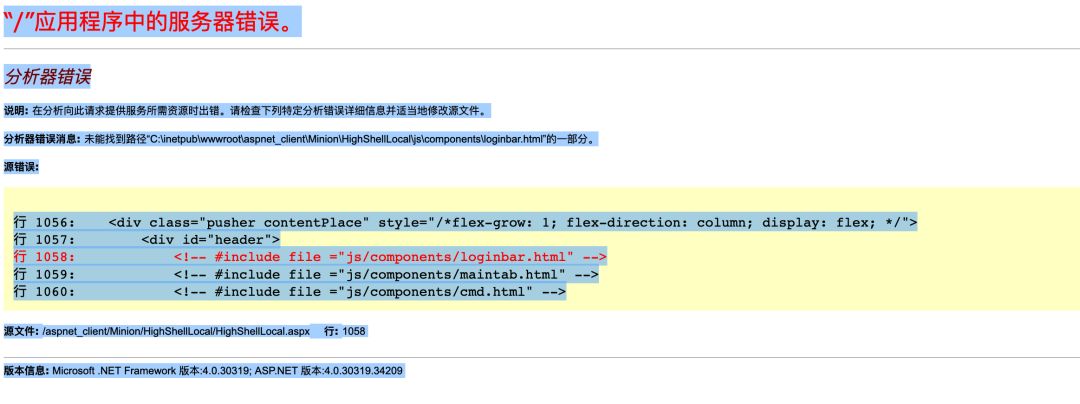 “/”应用程序中的服务器错误。
分析器错误
说明: 在分析向此请求提供服务所需资源时出错。请检查下列特定分析错误详细信息并适当地修改源文件。
分析器错误消息: 未能找到路径“C:\inetpub\wwwroot\aspnet_client\Minion\HighShellLocal\js\components\loginbar.html”的一部分。
源错误:
行 1056:    <div class="pusher contentPlace" style="/*flex-grow: 1; flex-direction: column; display: flex; */">
行 1057:        <div id="header">
行 1058:            <!-- #include file ="js/components/loginbar.html" -->
行 1059:            <!-- #include file ="js/components/maintab.html" -->
行 1060:            <!-- #include file ="js/components/cmd.html" -->
源文件: /aspnet_client/Minion/HighShellLocal/HighShellLocal.aspx    行: 1058
版本信息: Microsoft .NET Framework 版本:4.0.30319; ASP.NET 版本:4.0.30319.34209